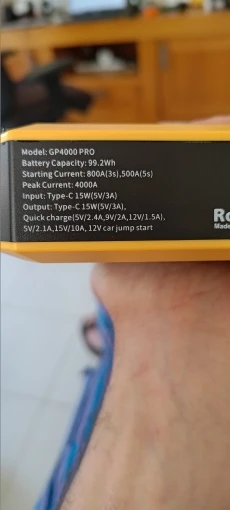 Model: GP4000 PRO
Battery Capacity: 99.2Wh
Starting Current: 800A(3s),500A(5s)
Peak Current: 4000A
Input: Type-C 15W(5V/3A)
Output: Type-C 15W(5V/3A),
Quick charge(5V/2.4A,9V/2A,12V/1.5A),
5V/2.1A,15V/10A, 12V car jump start
Ro
Made